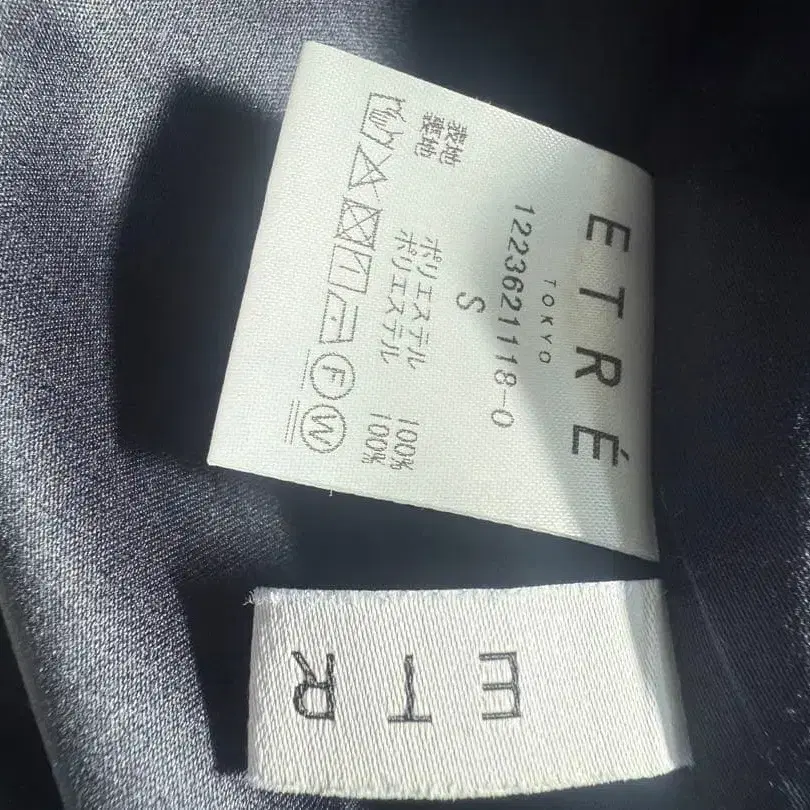 ETRÉ
TOKYO
1223621118-0
S
表地 ポリエステル 100%
裏地 ポリエステル 100%
F W
ETR